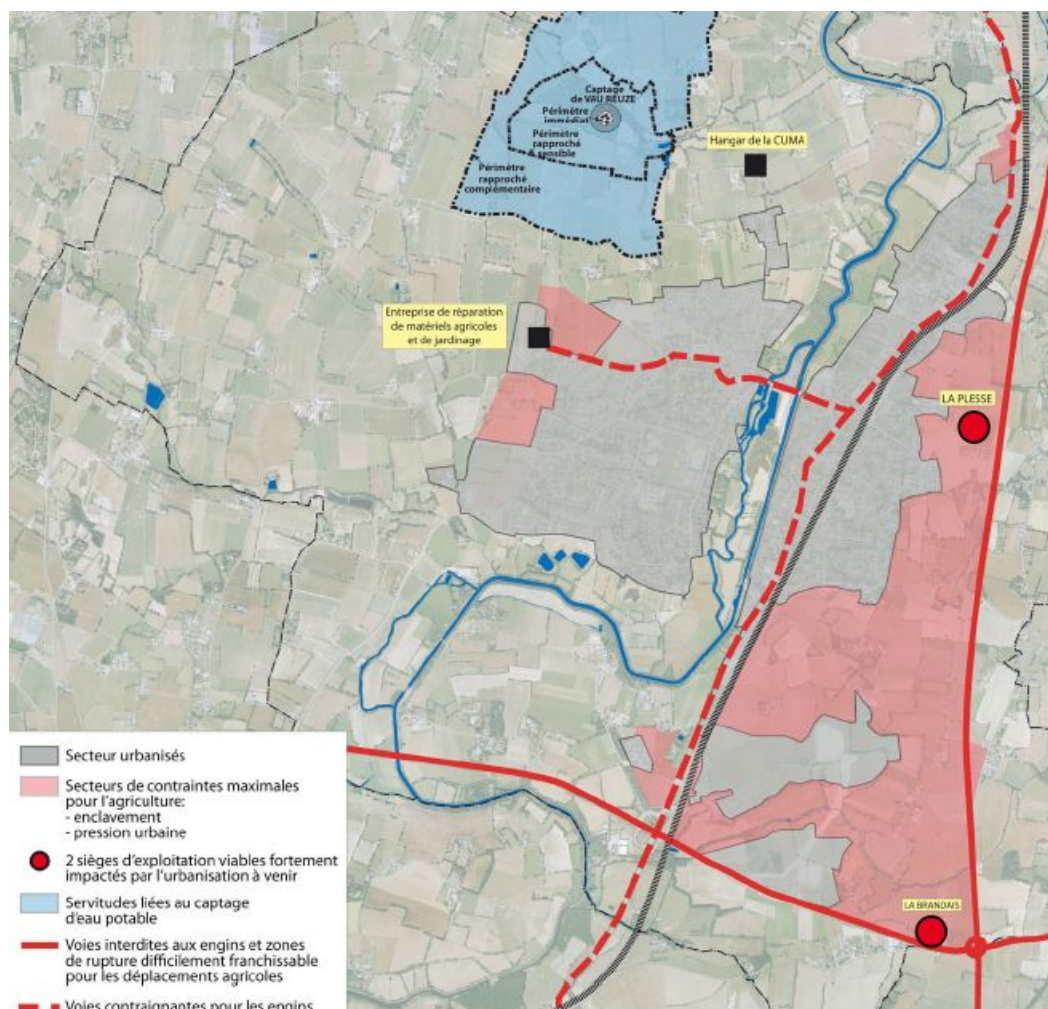 Captage
de VAU REUZE
Périmètre
immédiat
Périmètre
rapproché
sensible
Périmètre
rapproché
complémentaire
Hangar de la CUMA
Entreprise de réparation
de matériels agricoles
et de jardinage
LA PLESSE
LA BRANDAIS
Secteur urbanisés
Secteurs de contraintes maximales
pour l'agriculture:
- enclavement
- pression urbaine
2 sièges d'exploitation viables fortement
impactés par l'urbanisation à venir
Servitudes liées au captage
d'eau potable
Voies interdites aux engins et zones
de rupture difficilement franchissable
pour les déplacements agricoles
Voies contraignantes pour les engins